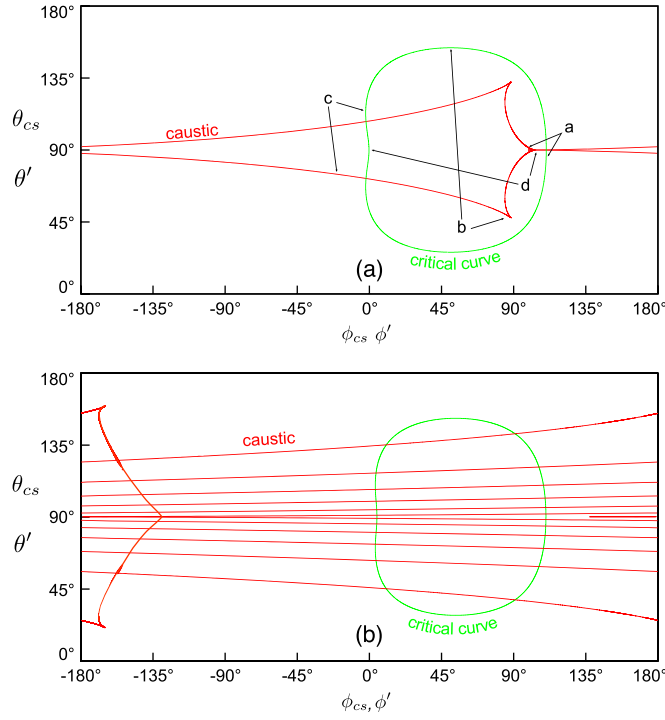 180°
135°
θcs
c
a
caustic
90°
θ′
d
b
45°
critical curve
(a)
0°
-180° -135° -90° -45° 0° 45° 90° 135° 180°
ϕcs ϕ′
180°
caustic
135°
θcs
90°
θ′
45°
critical curve
(b)
0°
-180° -135° -90° -45° 0° 45° 90° 135° 180°
ϕcs, ϕ′